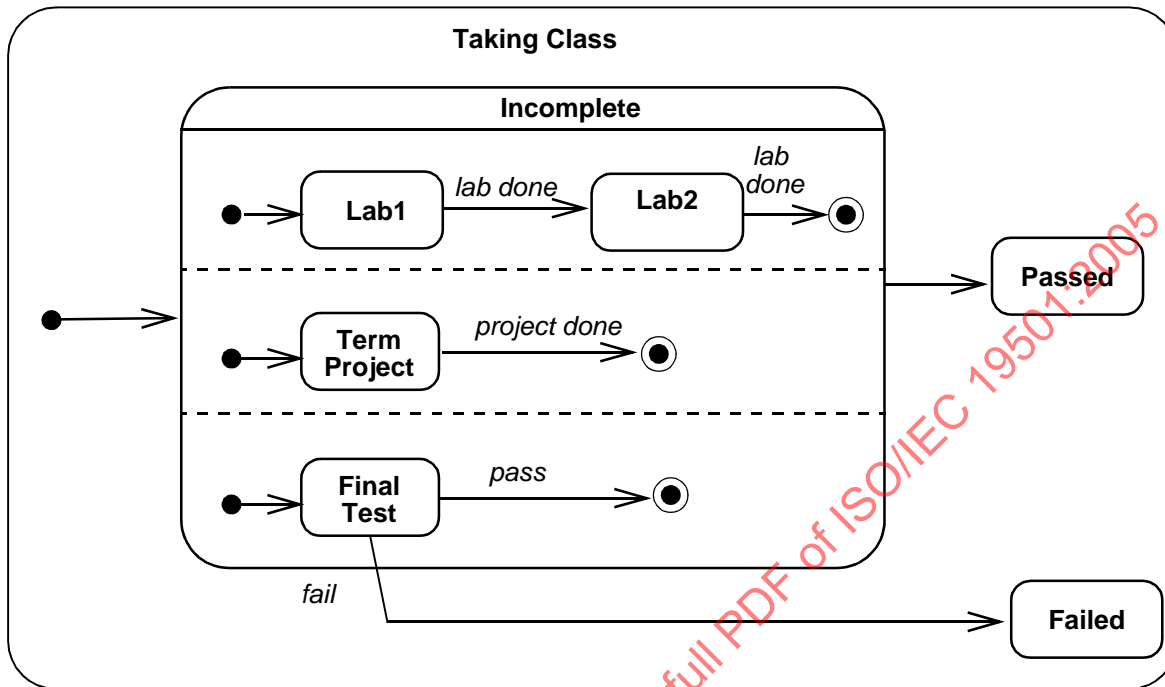 Taking Class
Incomplete
lab
done
lab done
Lab1
Lab2
Passed
project done
Term
Project
pass
Final
Test
fail
Failed
full PDF of ISO/IEC 19501:2005